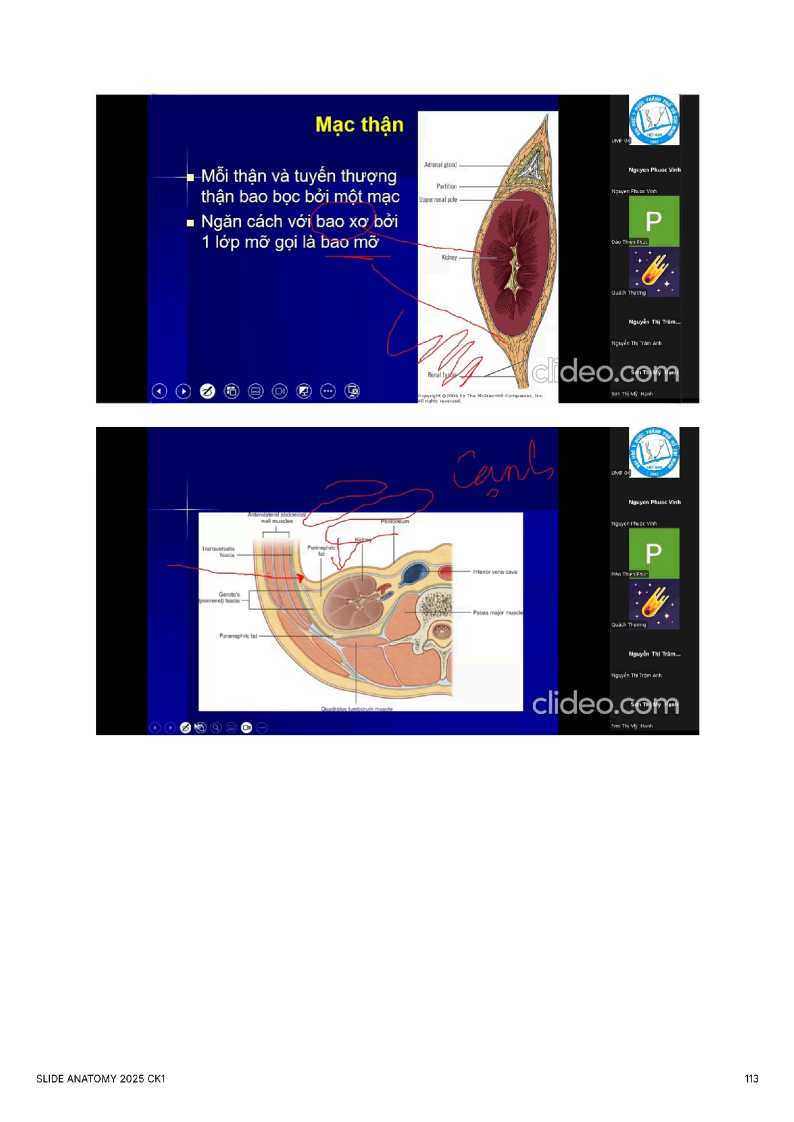 Mạc thận
Mỗi thận và tuyến thượng
thận bao bọc bởi một mạc
Ngăn cách với bao xơ bởi
1 lớp mỡ gọi là bao mỡ
Adrenal gland
Partition
Upper renal pole
Kidney
Renal fascia
Copyright ©2006 by The McGraw-Hill Companies, Inc.
All rights reserved.
clideo.com
UMP
Nguyen Phuoc Vinh
Nguyen Phuoc Vinh
P
Đào Thiện Phúc
Quách Thương
Nguyễn Thị Trâm...
Nguyễn Thị Trâm Anh
Sơn Thị Mỹ Hạnh
Sơn Thị Mỹ Hạnh
cạnh
Anterolateral abdominal
wall muscles
Transversalis
fascia
Perinephric
fat
Kidney
Peritoneum
Inferior vena cava
Gerota's
(perirenal) fascia
Psoas major muscle
Paranephric fat
Quadratus lumborum muscle
clideo.com
UMP
Nguyen Phuoc Vinh
Nguyen Phuoc Vinh
P
Đào Thiện Phúc
Quách Thương
Nguyễn Thị Trâm...
Nguyễn Thị Trâm Anh
Sơn Thị Mỹ Hạnh
Sơn Thị Mỹ Hạnh
SLIDE ANATOMY 2025 CK1
113